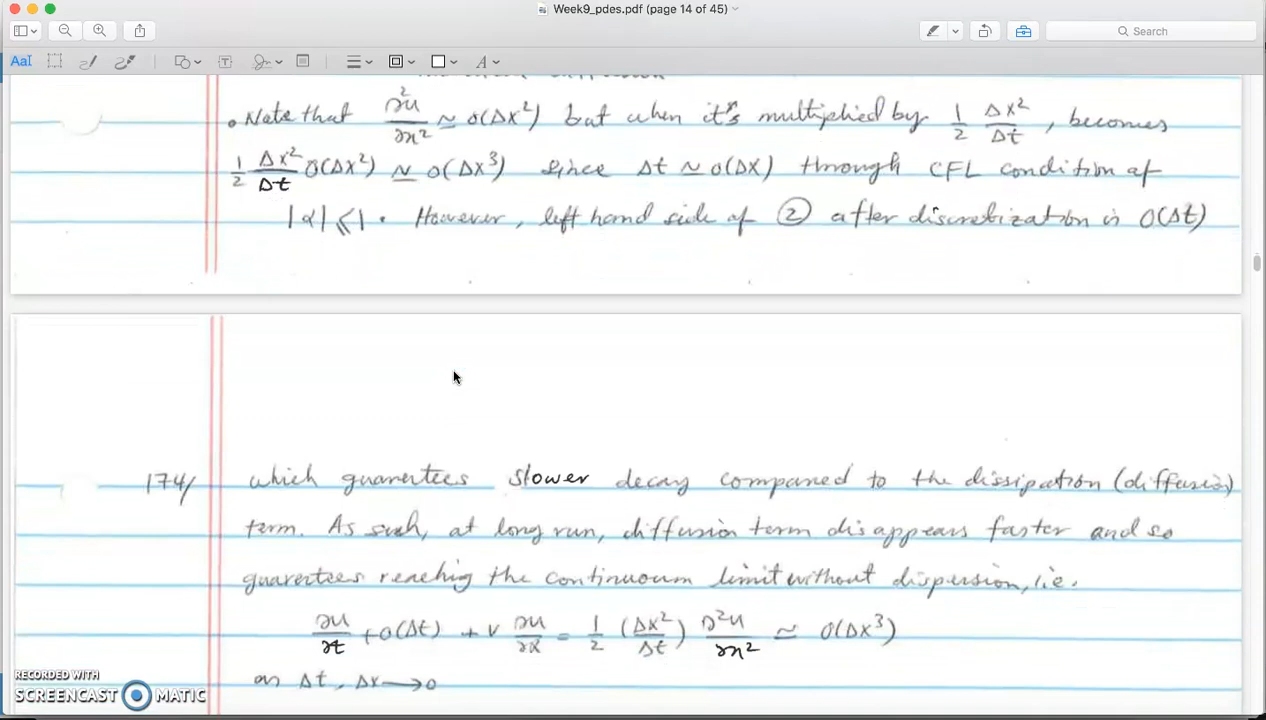 Week9_pdes.pdf (page 14 of 45)
Search
AaI
. Note that ∂²u/∂x² ≃ O(Δx²) but when it's multiplied by 1/2 Δx²/Δt, becomes
1/2 Δx²/Δt O(Δx²) ≃ O(Δx³) since Δt ~ O(Δx) through CFL condition of
|α| ⩽ 1. However, left hand side of ② after discretization is O(Δt)
174/ which guarentees slower decay compared to the dissipation (diffusion)
term. As such, at long run, diffusion term disappears faster and so
guarentees reaching the continuoum limit without dispersion, i.e.
∂u/∂t + O(Δt) + v ∂u/∂x = 1/2 (Δx²/Δt) ∂²u/∂x² ≃ O(Δx³)
as Δt, Δx → 0
RECORDED WITH
SCREENCAST MATIC